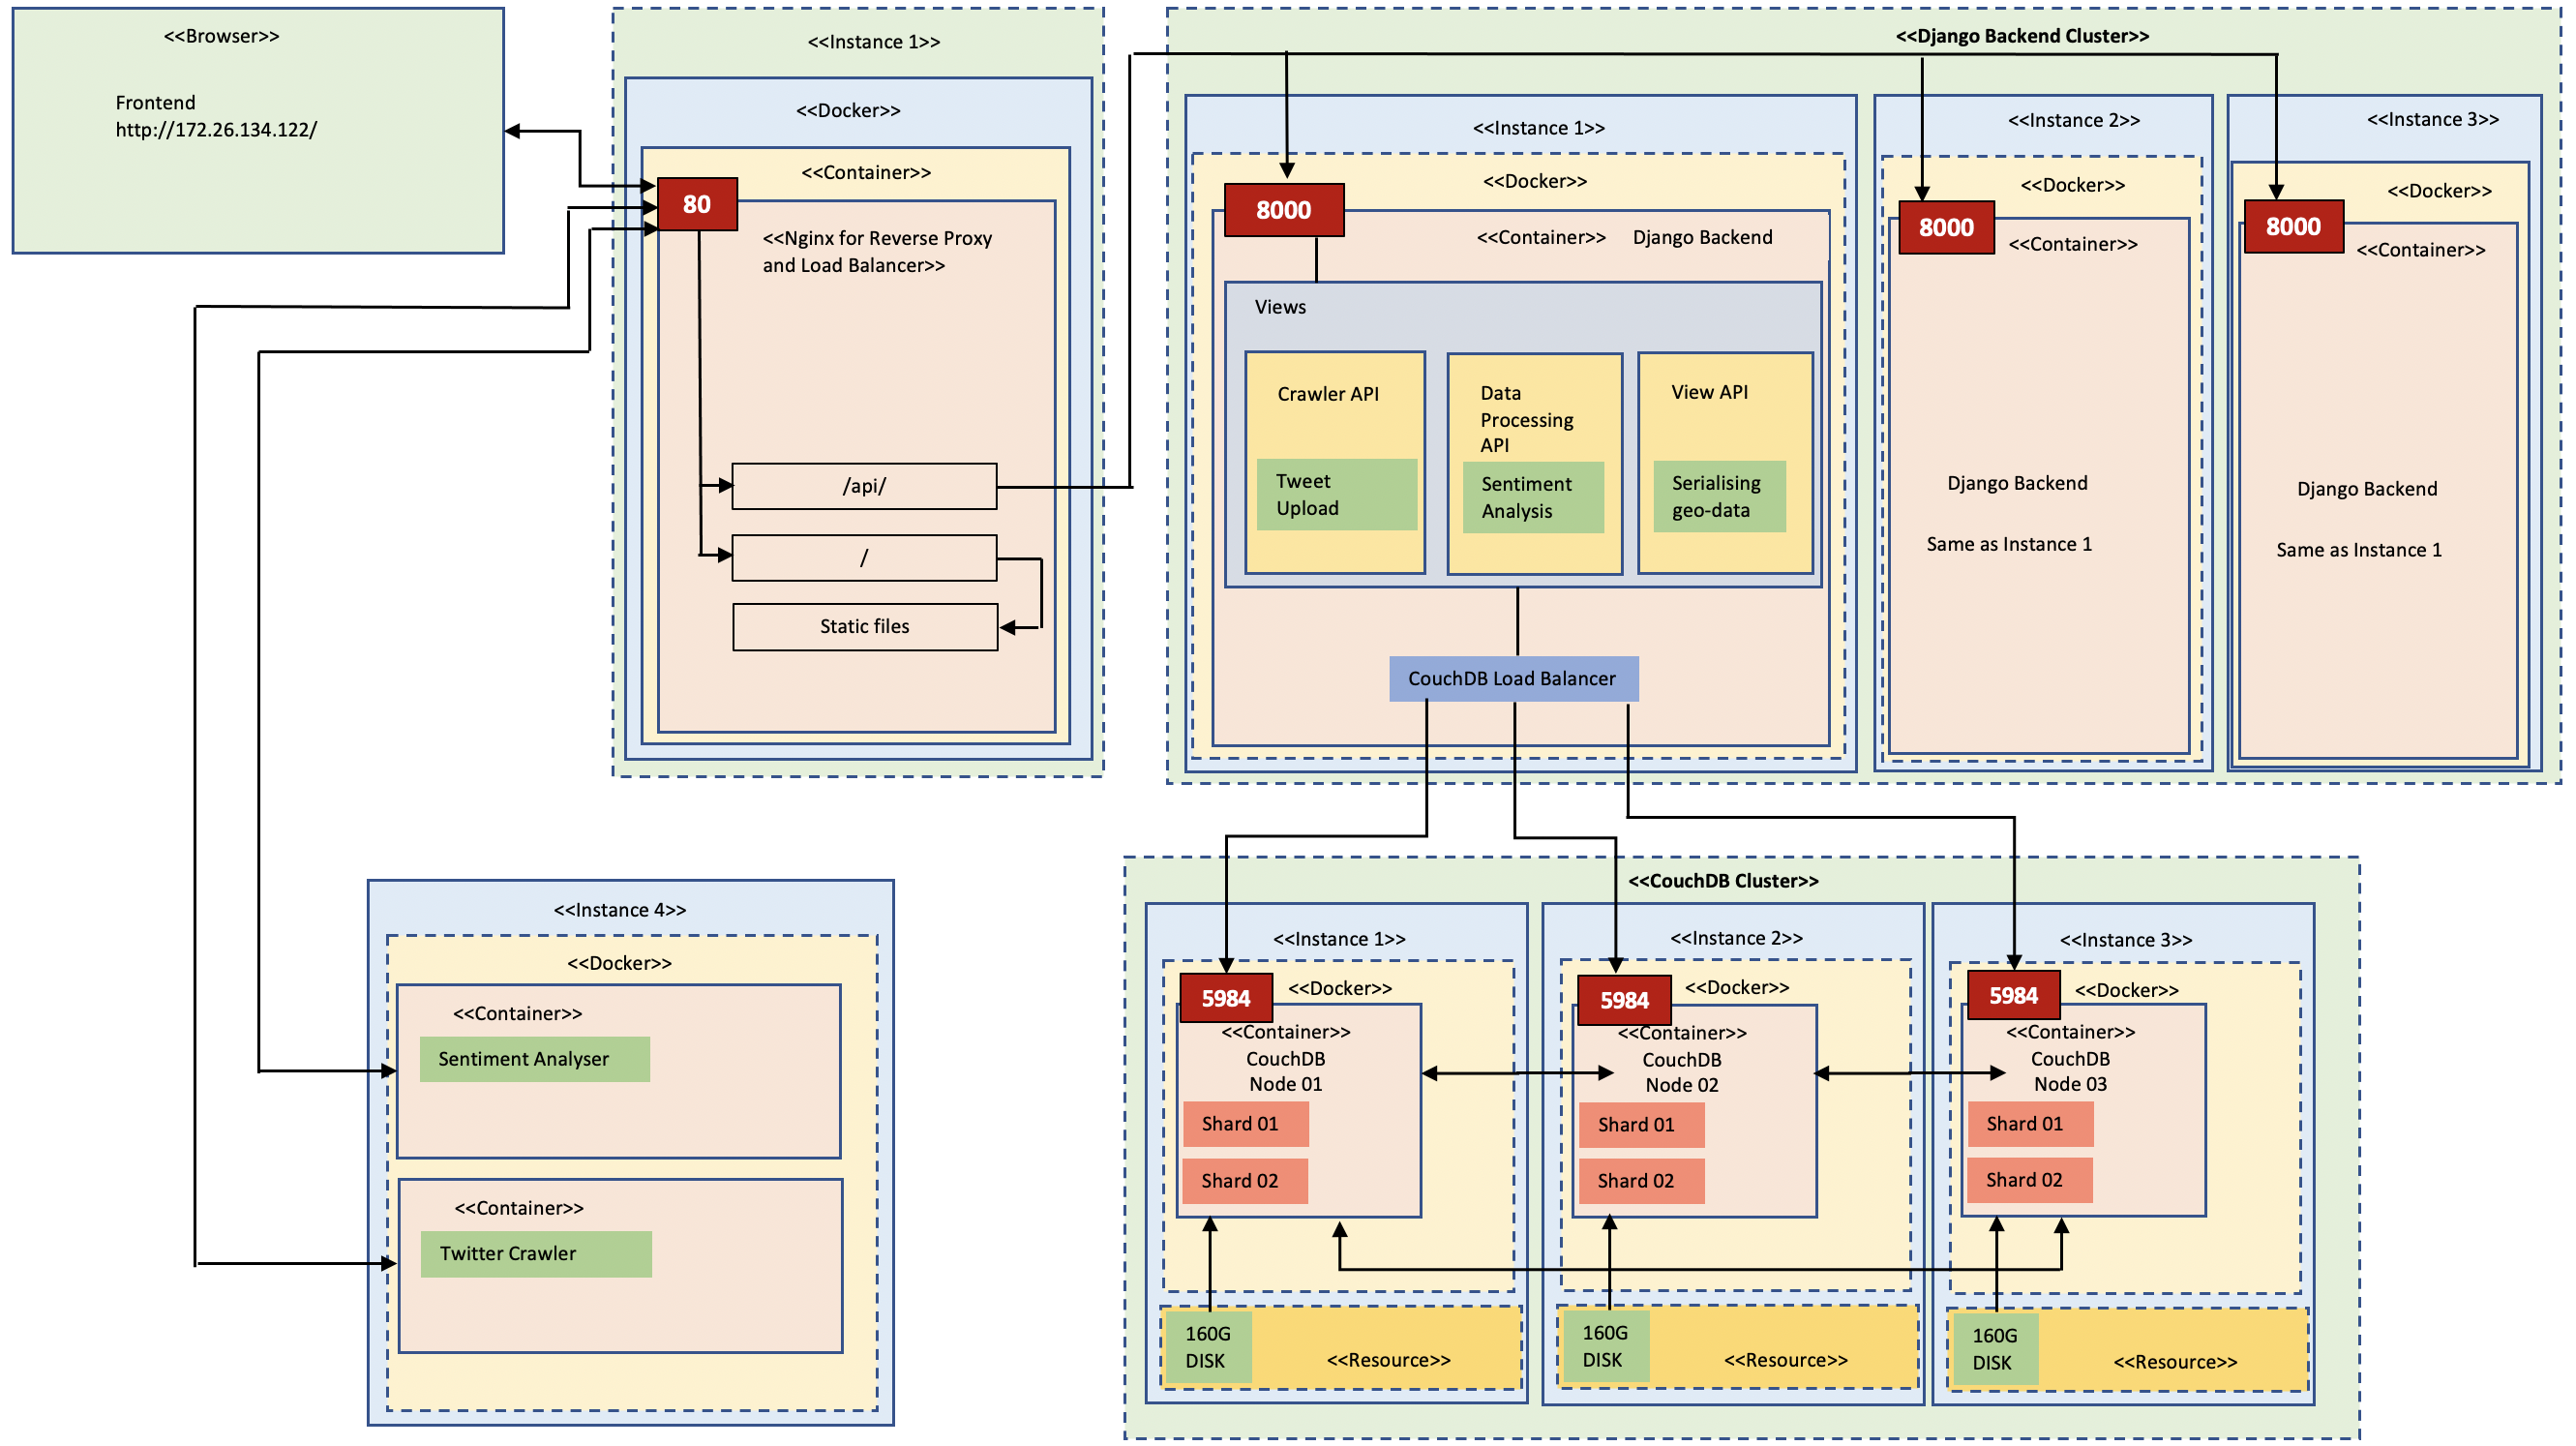 <<Browser>>
Frontend
http://172.26.134.122/
<<Instance 1>>
<<Docker>>
<<Container>>
80
<<Nginx for Reverse Proxy
and Load Balancer>>
/api/
/
Static files
<<Django Backend Cluster>>
<<Instance 1>>
<<Docker>>
8000
<<Container>> Django Backend
Views
Crawler API
Tweet
Upload
Data
Processing
API
Sentiment
Analysis
View API
Serialising
geo-data
CouchDB Load Balancer
<<Instance 2>>
<<Docker>>
8000
<<Container>>
Django Backend
Same as Instance 1
<<Instance 3>>
<<Docker>>
8000
<<Container>>
Django Backend
Same as Instance 1
<<Instance 4>>
<<Docker>>
<<Container>>
Sentiment Analyser
<<Container>>
Twitter Crawler
<<CouchDB Cluster>>
<<Instance 1>>
5984
<<Docker>>
<<Container>>
CouchDB
Node 01
Shard 01
Shard 02
160G
DISK
<<Resource>>
<<Instance 2>>
5984
<<Docker>>
<<Container>>
CouchDB
Node 02
Shard 01
Shard 02
160G
DISK
<<Resource>>
<<Instance 3>>
5984
<<Docker>>
<<Container>>
CouchDB
Node 03
Shard 01
Shard 02
160G
DISK
<<Resource>>